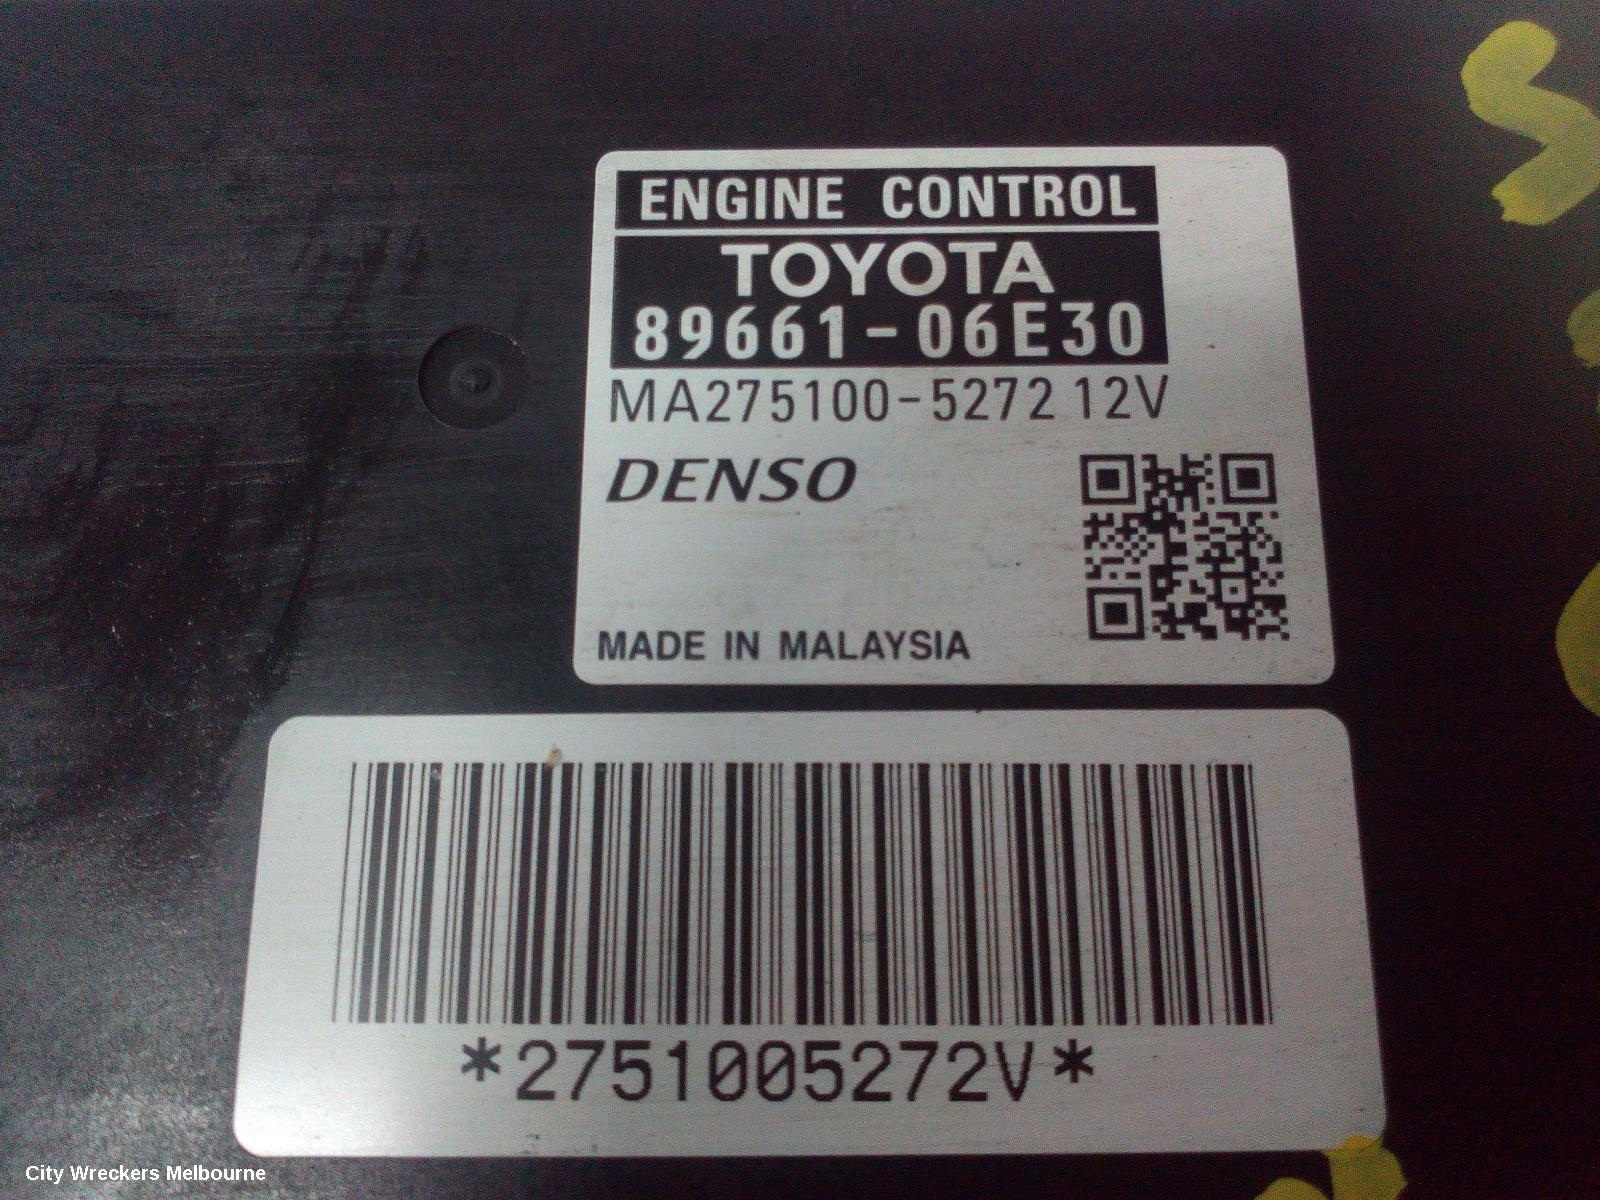 ENGINE CONTROL
TOYOTA
89661-06E30
MA275100-5272 12V
DENSO
MADE IN MALAYSIA
*2751005272V*
City Wreckers Melbourne